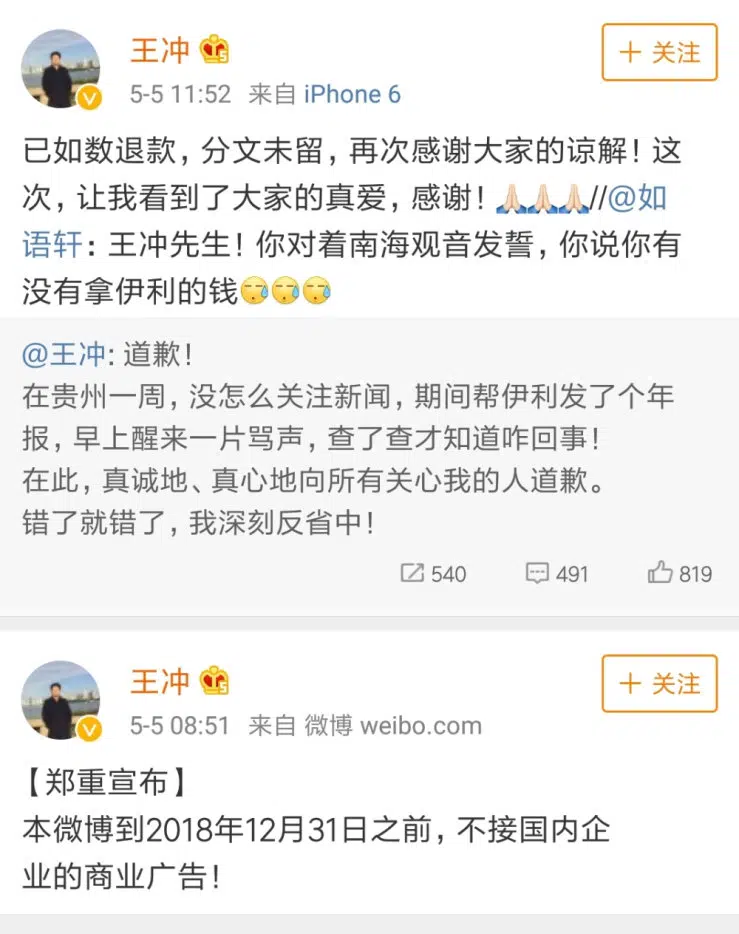 王冲
+ 关注
5-5 11:52 来自 iPhone 6
已如数退款，分文未留，再次感谢大家的谅解！这
次，让我看到了大家的真爱，感谢！🙏🙏🙏//@如
语轩：王冲先生！你对着南海观音发誓，你说你有
没有拿伊利的钱😥😥😥
@王冲：道歉！
在贵州一周，没怎么关注新闻，期间帮伊利发了个年
报，早上醒来一片骂声，查了查才知道咋回事！
在此，真诚地、真心地向所有关心我的人道歉。
错了就错了，我深刻反省中！
540 491 819
王冲
+ 关注
5-5 08:51 来自 微博 weibo.com
【郑重宣布】
本微博到2018年12月31日之前，不接国内企
业的商业广告！